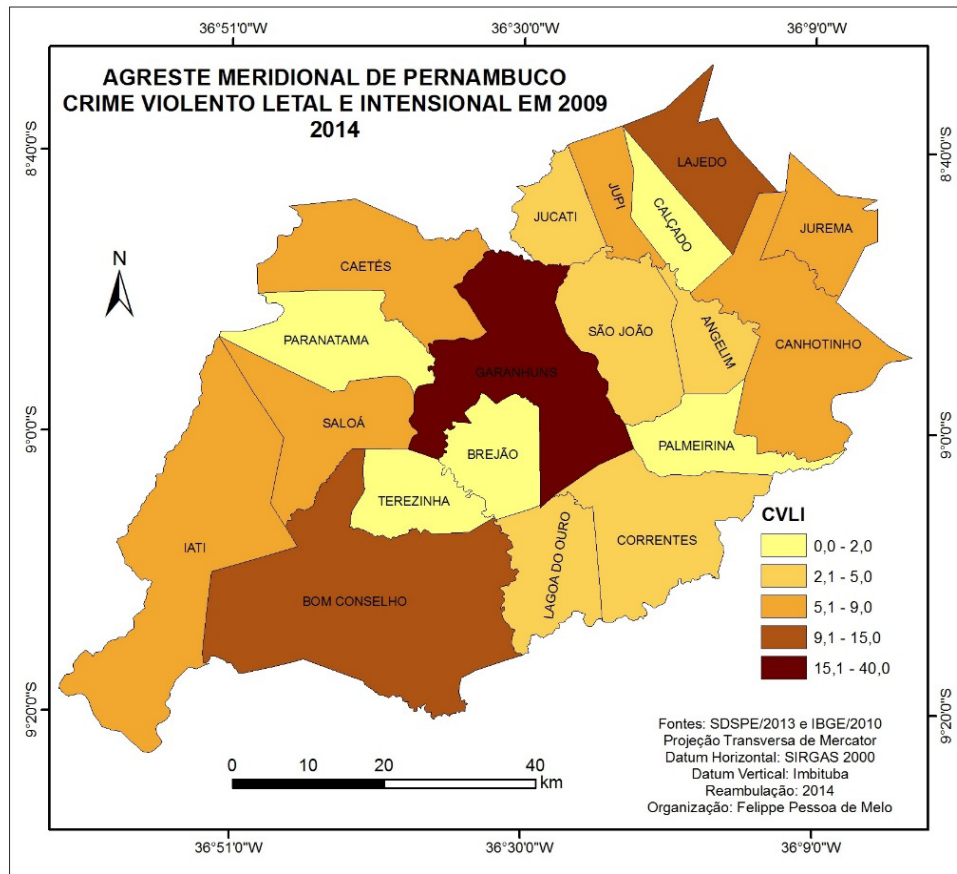 36°51'0"W 36°30'0"W 36°9'0"W
AGRESTE MERIDIONAL DE PERNAMBUCO
CRIME VIOLENTO LETAL E INTENSIONAL EM 2009
2014
8°40'0"S
8°40'0"S
LAJEDO
JUCATI
JUPI
CALÇADO
JUREMA
N
CAETÉS
PARANATAMA
SÃO JOÃO
ANGELIM
CANHOTINHO
GARANHUNS
SALOÁ
9°0'0"S
9°0'0"S
BREJÃO
PALMEIRINA
TEREZINHA
IATI
LAGOA DO OURO
CORRENTES
BOM CONSELHO
CVLI
0,0 - 2,0
2,1 - 5,0
5,1 - 9,0
9,1 - 15,0
15,1 - 40,0
9°20'0"S
9°20'0"S
Fontes: SDSPE/2013 e IBGE/2010
Projeção Transversa de Mercator
Datum Horizontal: SIRGAS 2000
Datum Vertical: Imbituba
Reambulação: 2014
Organização: Felippe Pessoa de Melo
0 10 20 40
km
36°51'0"W 36°30'0"W 36°9'0"W